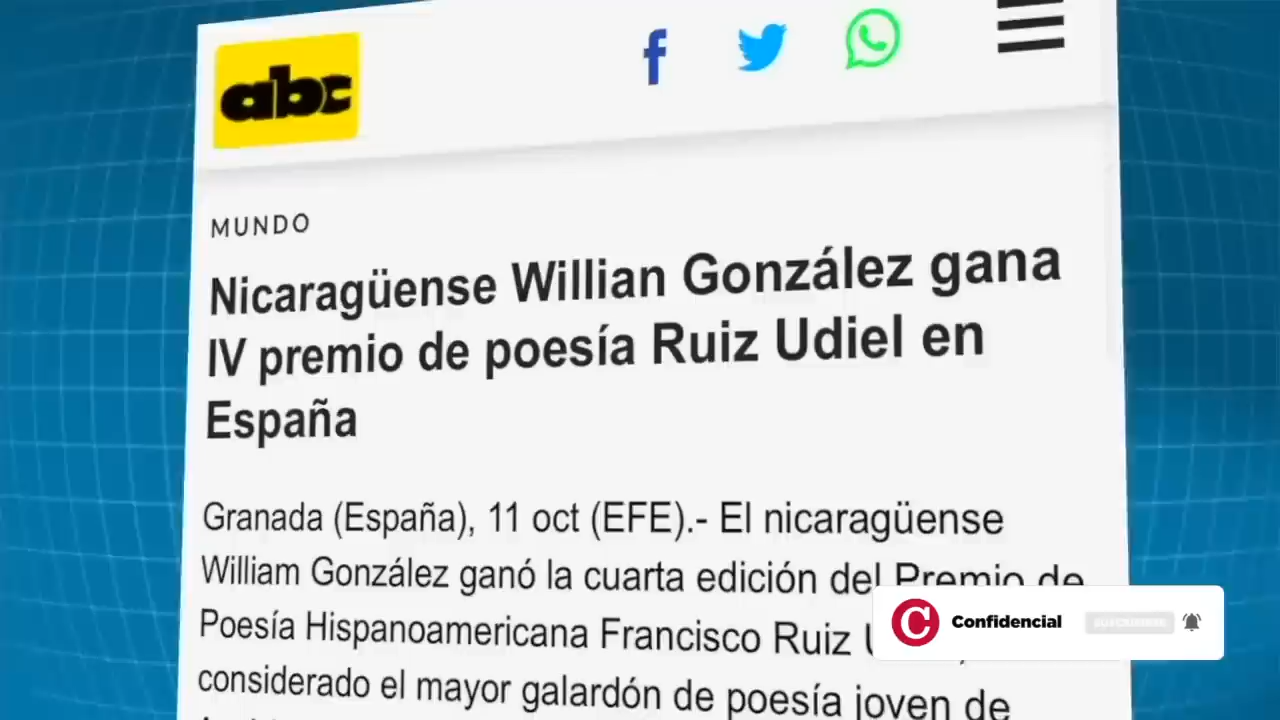 abc
MUNDO
Nicaragüense Willian González gana
IV premio de poesía Ruiz Udiel en
España
Granada (España), 11 oct (EFE).- El nicaragüense
William González ganó la cuarta edición del Premio de
Poesía Hispanoamericana Francisco Ruiz
C Confidencial
considerado el mayor galardón de poesía joven de